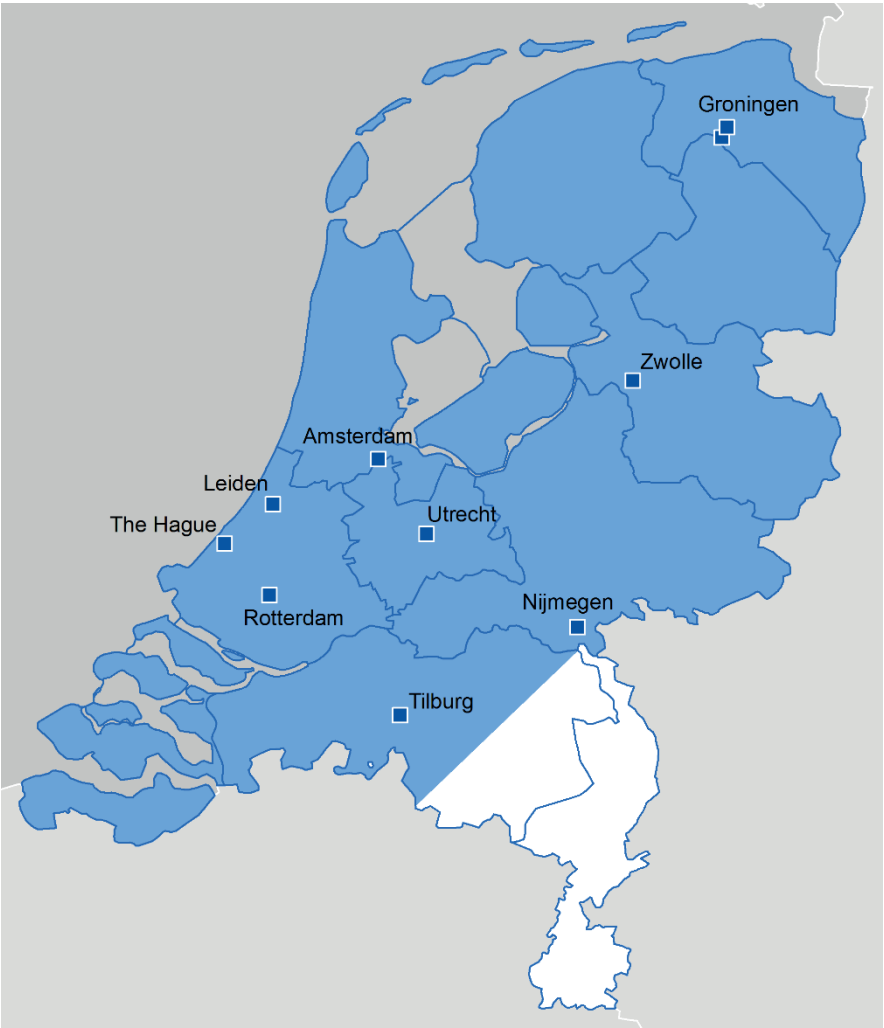 Groningen
Zwolle
Amsterdam
Leiden
The Hague
Utrecht
Rotterdam
Nijmegen
Tilburg